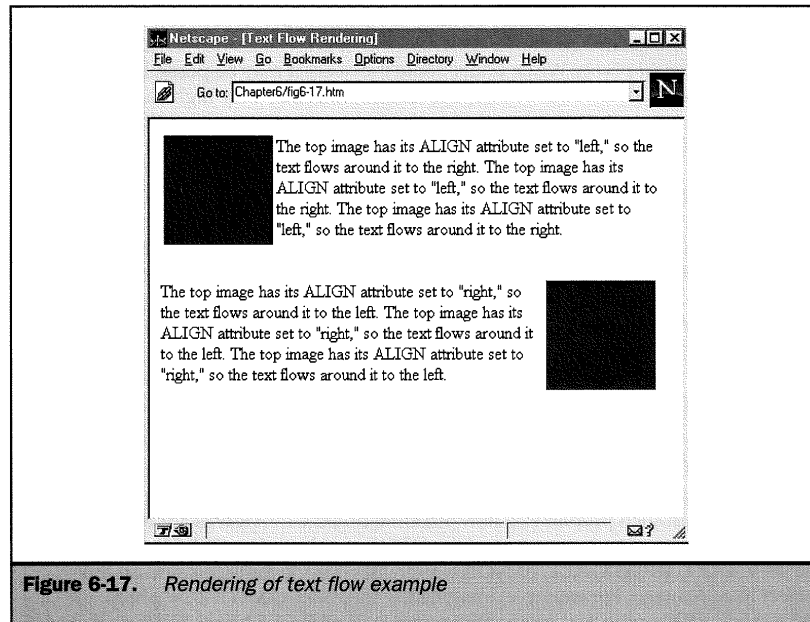 Netscape - [Text Flow Rendering]
File Edit View Go Bookmarks Options Directory Window Help
Go to: Chapter6/fig6-17.htm
N
The top image has its ALIGN attribute set to "left," so the
text flows around it to the right. The top image has its
ALIGN attribute set to "left," so the text flows around it to
the right. The top image has its ALIGN attribute set to
"left," so the text flows around it to the right.
The top image has its ALIGN attribute set to "right," so
the text flows around it to the left. The top image has its
ALIGN attribute set to "right," so the text flows around it
to the left. The top image has its ALIGN attribute set to
"right," so the text flows around it to the left.
?
Figure 6-17. Rendering of text flow example